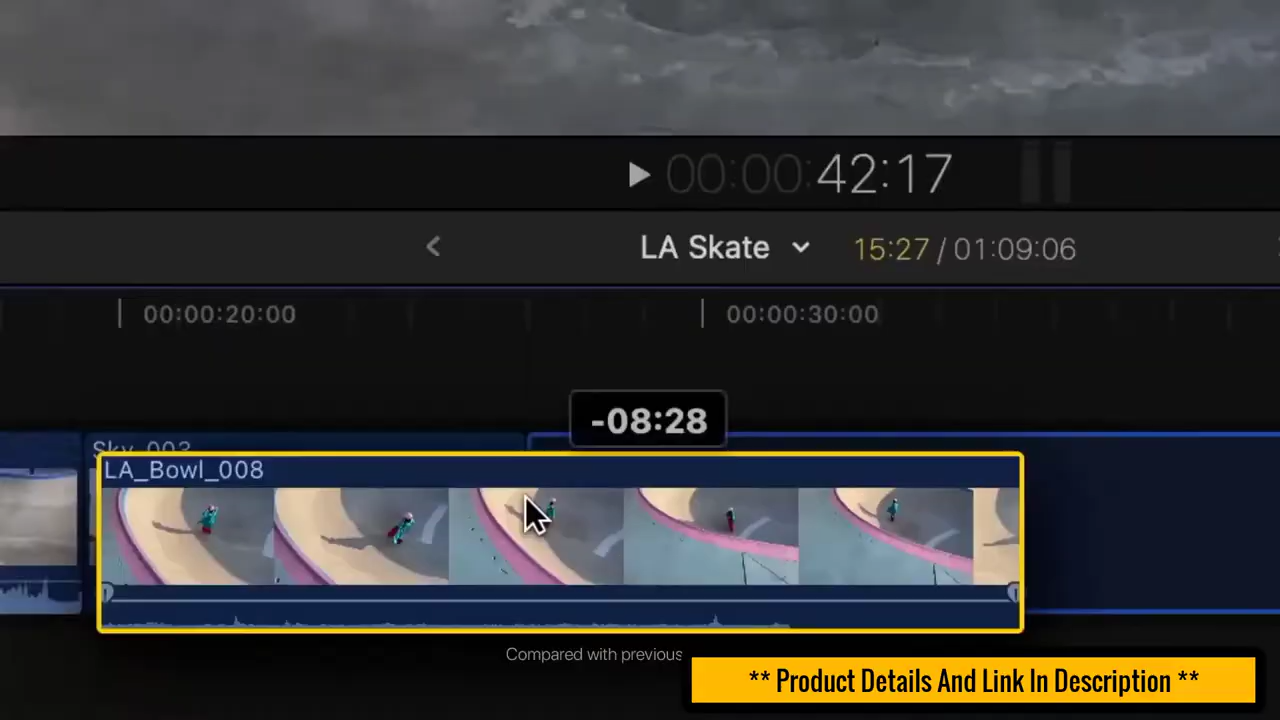 00:00:42:17
LA Skate 15:27 / 01:09:06
00:00:20:00 00:00:30:00
-08:28
Sky_003
LA_Bowl_008
Compared with previous
** Product Details And Link In Description **